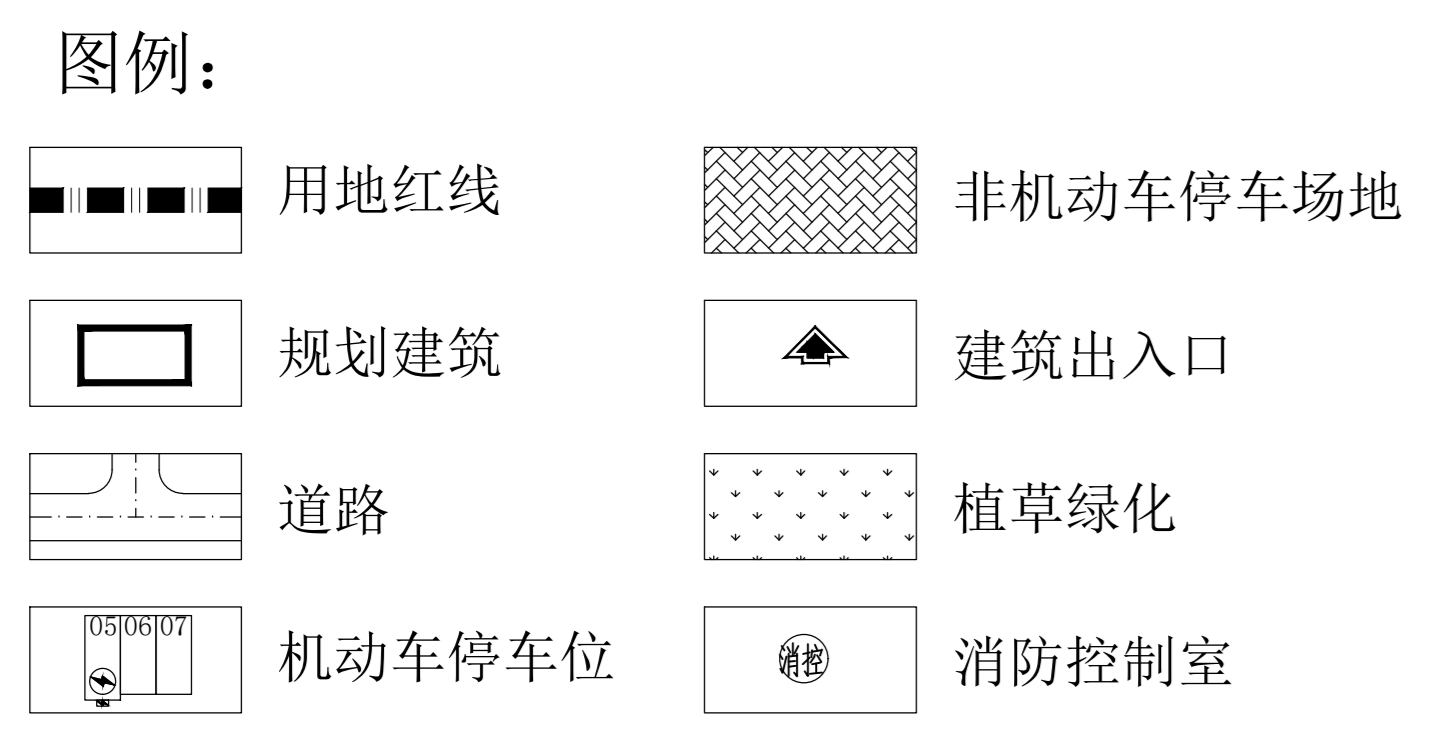 图例：
用地红线
非机动车停车场地
规划建筑
建筑出入口
道路
植草绿化
05 06 07
机动车停车位
消控
消防控制室